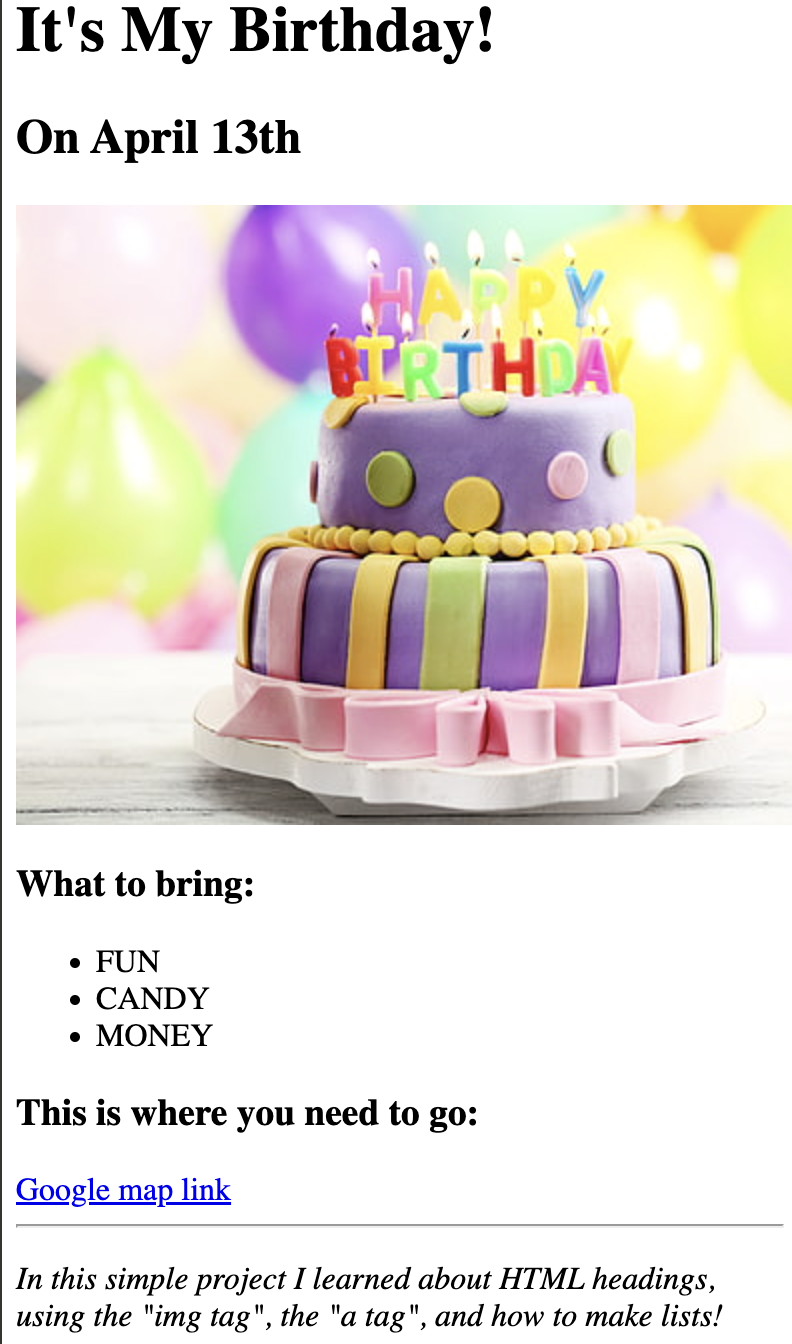 It's My Birthday!
On April 13th
HAPPY
BIRTHDAY
What to bring:
FUN
CANDY
MONEY
This is where you need to go:
Google map link
In this simple project I learned about HTML headings,
using the "img tag", the "a tag", and how to make lists!